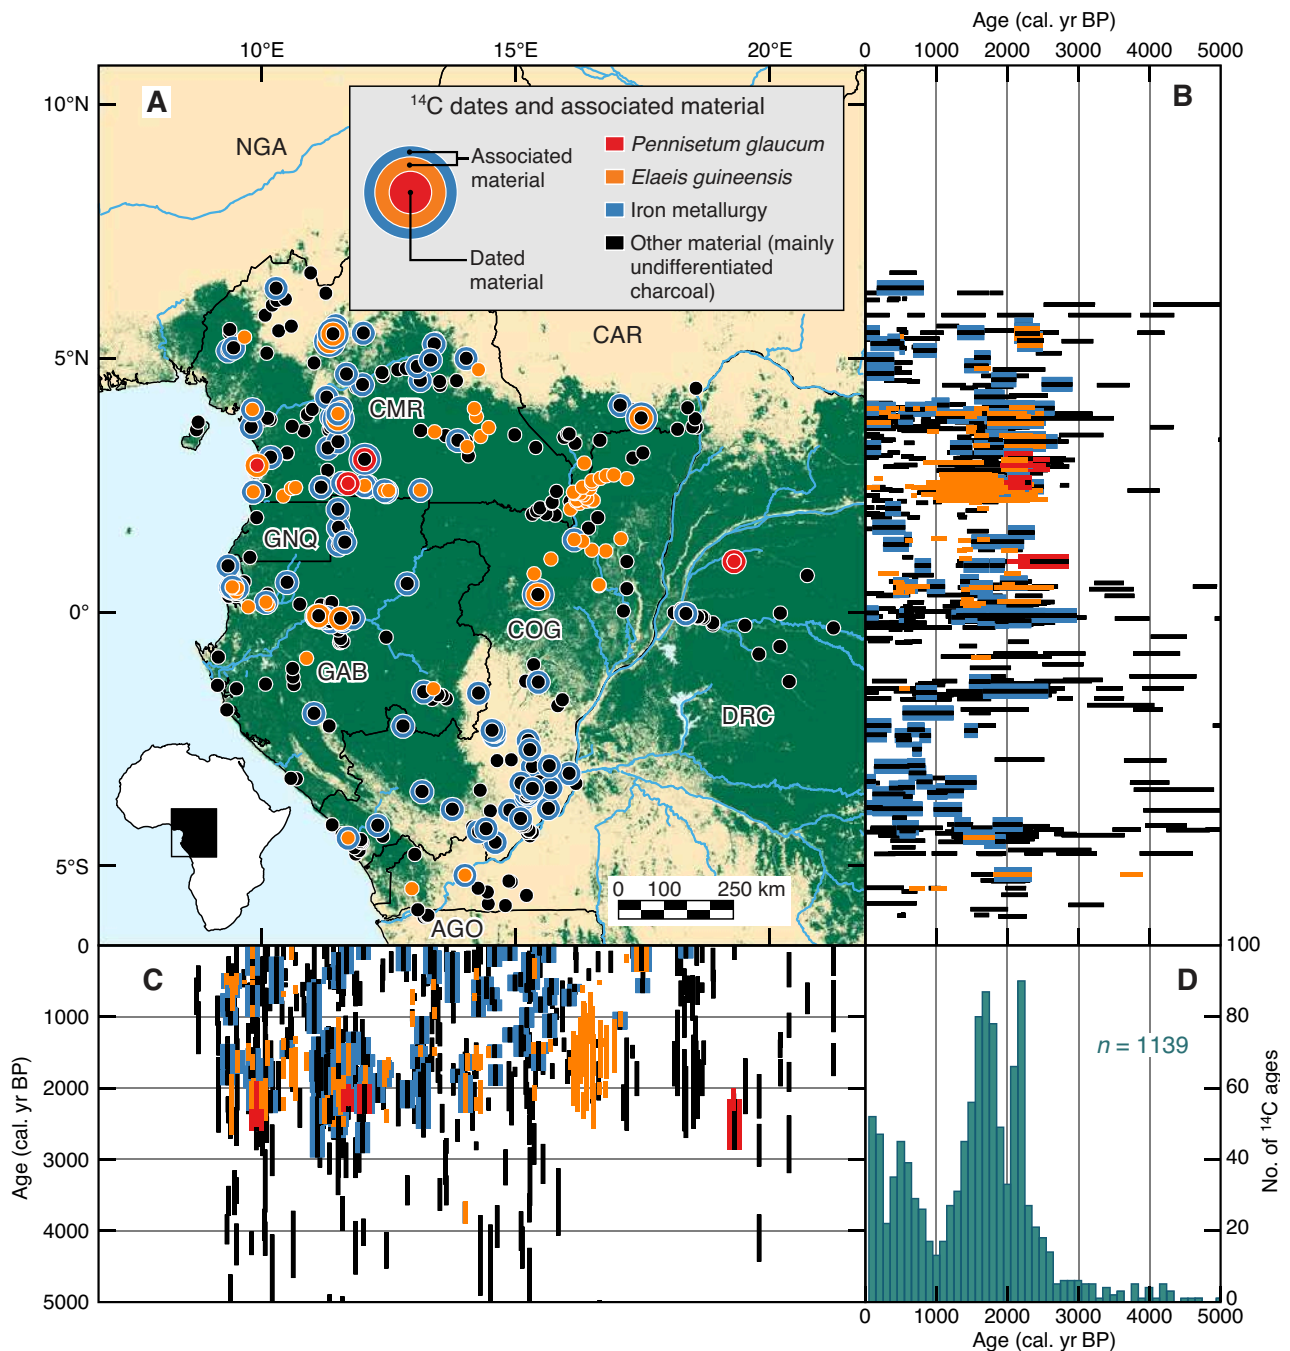 Age (cal. yr BP)
10°E 15°E 20°E 0 1000 2000 3000 4000 5000
A B
10°N
5°N
0°
5°S
¹⁴C dates and associated material
Associated
material
Dated
material
Pennisetum glaucum
Elaeis guineensis
Iron metallurgy
Other material (mainly
undifferentiated
charcoal)
NGA
CAR
CMR
GNQ
COG
GAB
DRC
AGO
0 100 250 km
C D
0
1000
2000
3000
4000
5000
Age (cal. yr BP)
n = 1139
100
80
60
40
20
0
No. of ¹⁴C ages
0 1000 2000 3000 4000 5000
Age (cal. yr BP)